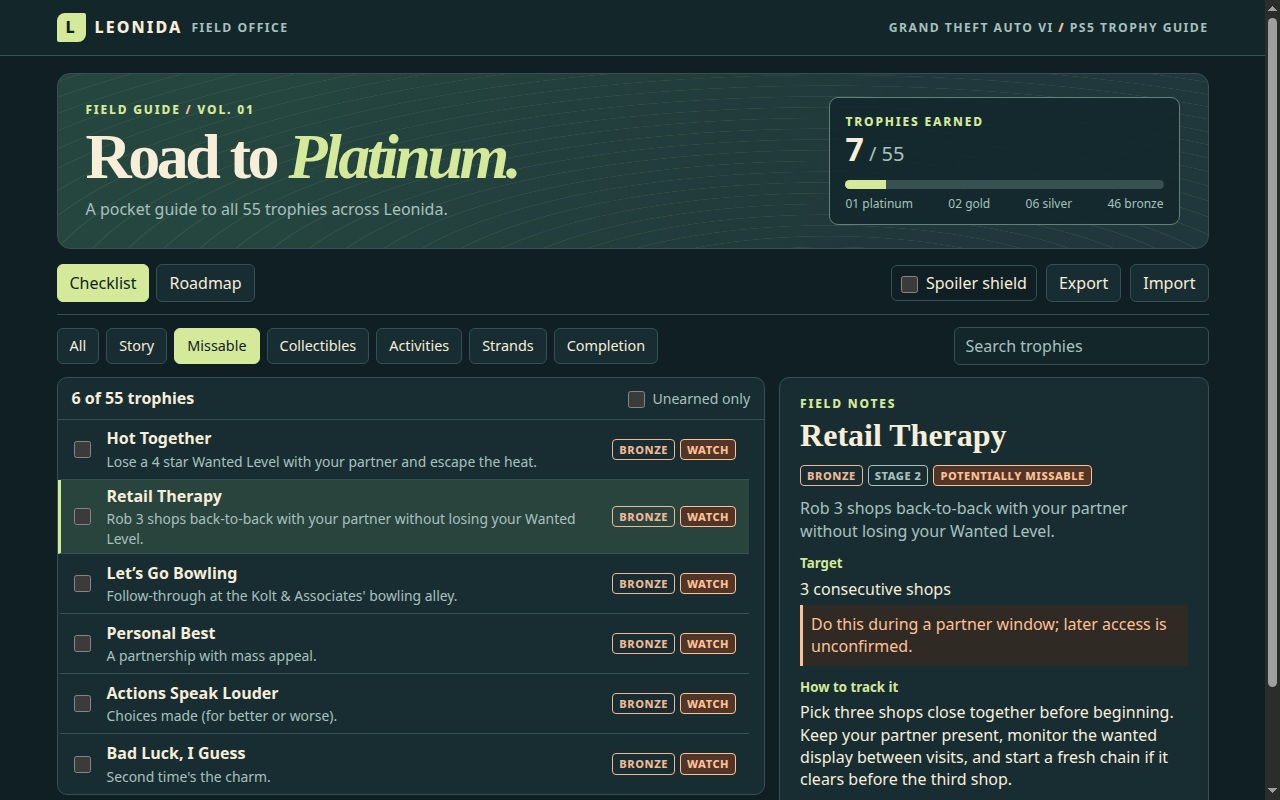 L LEONIDA FIELD OFFICE
GRAND THEFT AUTO VI / PS5 TROPHY GUIDE
FIELD GUIDE / VOL. 01
Road to Platinum.
A pocket guide to all 55 trophies across Leonida.
TROPHIES EARNED
7 / 55
01 platinum 02 gold 06 silver 46 bronze
Checklist Roadmap
Spoiler shield Export Import
All Story Missable Collectibles Activities Strands Completion
Search trophies
6 of 55 trophies
Unearned only
Hot Together
Lose a 4 star Wanted Level with your partner and escape the heat.
BRONZE WATCH
Retail Therapy
Rob 3 shops back-to-back with your partner without losing your Wanted
Level.
BRONZE WATCH
Let’s Go Bowling
Follow-through at the Kolt & Associates' bowling alley.
BRONZE WATCH
Personal Best
A partnership with mass appeal.
BRONZE WATCH
Actions Speak Louder
Choices made (for better or worse).
BRONZE WATCH
Bad Luck, I Guess
Second time's the charm.
BRONZE WATCH
FIELD NOTES
Retail Therapy
BRONZE STAGE 2 POTENTIALLY MISSABLE
Rob 3 shops back-to-back with your partner
without losing your Wanted Level.
Target
3 consecutive shops
Do this during a partner window; later access is
unconfirmed.
How to track it
Pick three shops close together before beginning.
Keep your partner present, monitor the wanted
display between visits, and start a fresh chain if it
clears before the third shop.